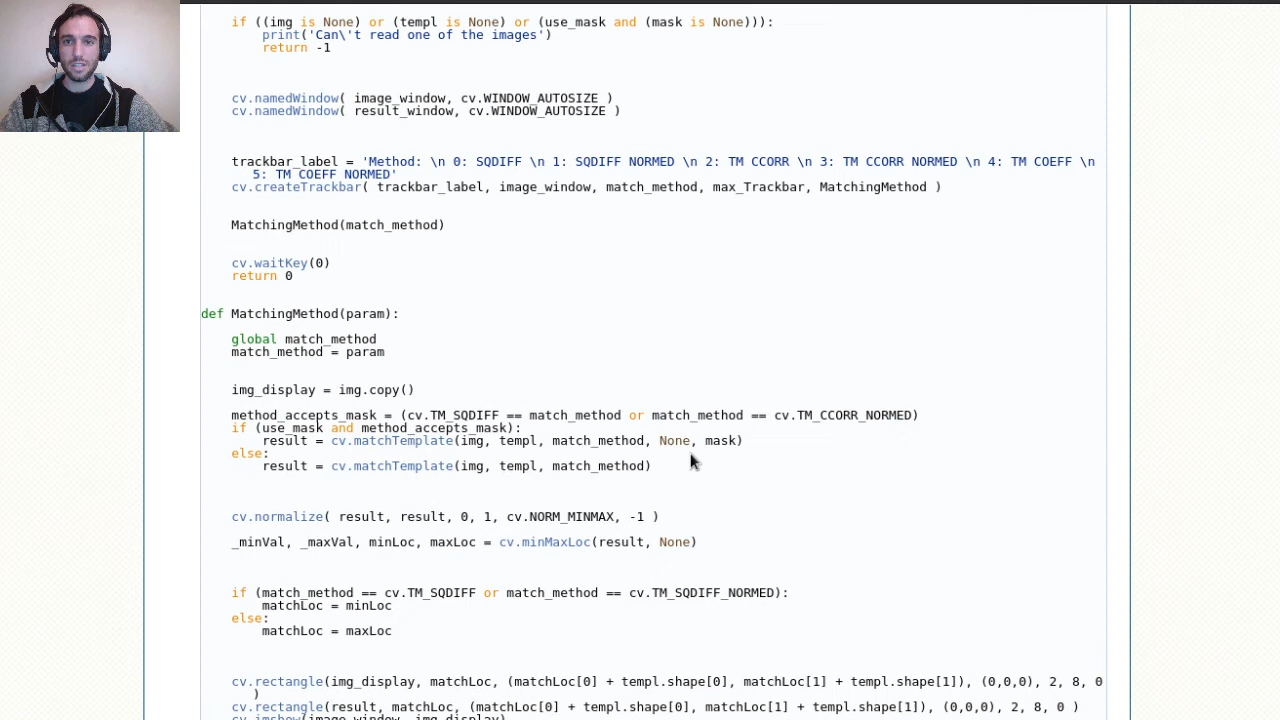 if ((img is None) or (templ is None) or (use_mask and (mask is None))):
print('Can\'t read one of the images')
return -1
cv.namedWindow( image_window, cv.WINDOW_AUTOSIZE )
cv.namedWindow( result_window, cv.WINDOW_AUTOSIZE )
trackbar_label = 'Method: \n 0: SQDIFF \n 1: SQDIFF NORMED \n 2: TM CCORR \n 3: TM CCORR NORMED \n 4: TM COEFF \n
5: TM COEFF NORMED'
cv.createTrackbar( trackbar_label, image_window, match_method, max_Trackbar, MatchingMethod )
MatchingMethod(match_method)
cv.waitKey(0)
return 0
def MatchingMethod(param):
global match_method
match_method = param
img_display = img.copy()
method_accepts_mask = (cv.TM_SQDIFF == match_method or match_method == cv.TM_CCORR_NORMED)
if (use_mask and method_accepts_mask):
result = cv.matchTemplate(img, templ, match_method, None, mask)
else:
result = cv.matchTemplate(img, templ, match_method)
cv.normalize( result, result, 0, 1, cv.NORM_MINMAX, -1 )
_minVal, _maxVal, minLoc, maxLoc = cv.minMaxLoc(result, None)
if (match_method == cv.TM_SQDIFF or match_method == cv.TM_SQDIFF_NORMED):
matchLoc = minLoc
else:
matchLoc = maxLoc
cv.rectangle(img_display, matchLoc, (matchLoc[0] + templ.shape[0], matchLoc[1] + templ.shape[1]), (0,0,0), 2, 8, 0
)
cv.rectangle(result, matchLoc, (matchLoc[0] + templ.shape[0], matchLoc[1] + templ.shape[1]), (0,0,0), 2, 8, 0 )
cv.imshow(image_window, img_display)